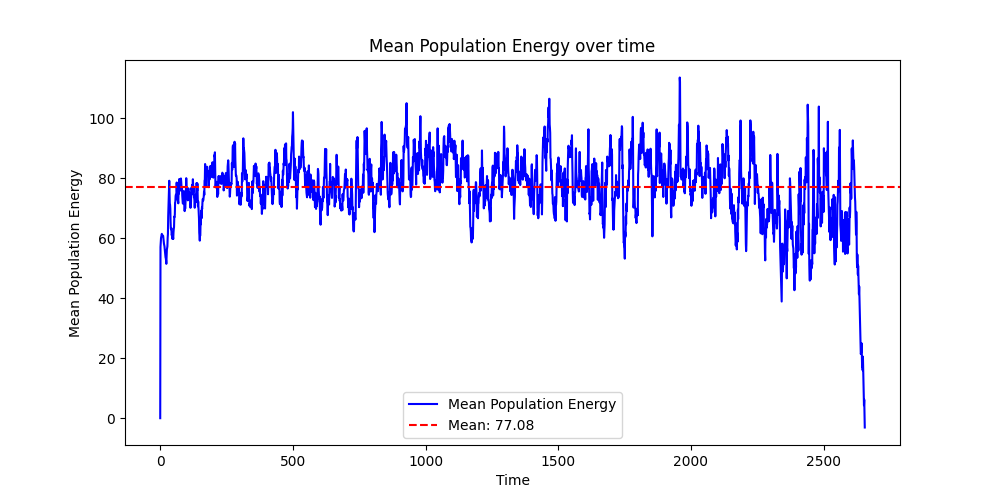 Mean Population Energy over time
Mean Population Energy
100
80
60
40
20
0
Mean Population Energy
Mean: 77.08
0 500 1000 1500 2000 2500
Time